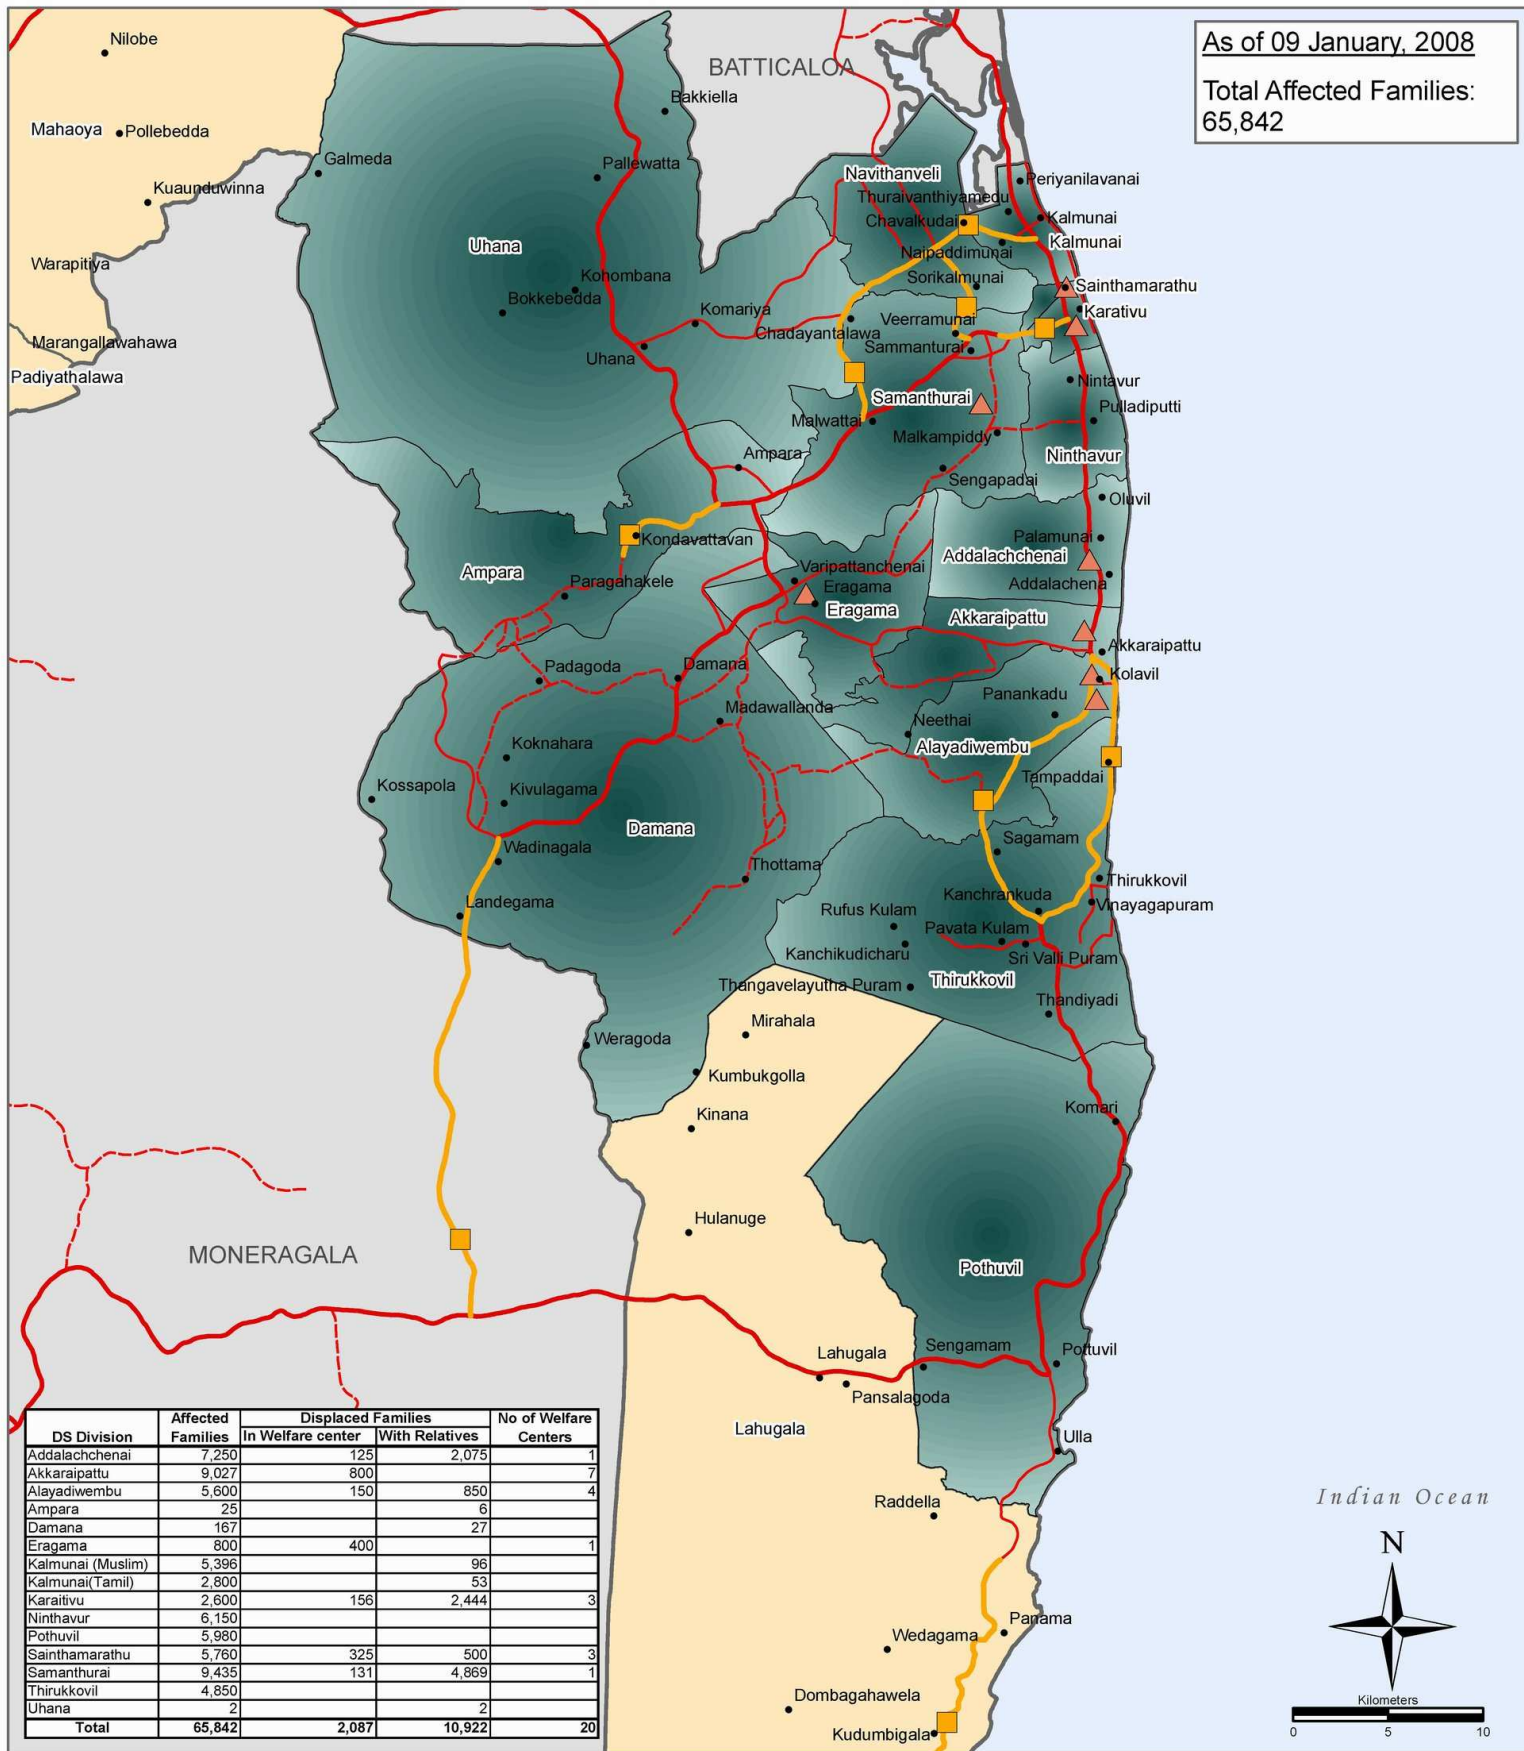 As of 09 January, 2008
Total Affected Families:
65,842
Nilobe
BATTICALOA
Bakkiella
Mahaoya
Pollebedda
Galmeda
Pallewatta
Navithanveli
Periyanilavanai
Kuaunduwinna
Thuraivanthiyamedu
Chavalkudai
Kalmunai
Uhana
Kalmunai
Naipaddimunai
Warapitiya
Kohombana
Sorikalmunai
Sainthamarathu
Bokkebedda
Komariya
Karativu
Chadayantalawa
Veerramunai
Marangallawahawa
Uhana
Sammanturai
Padiyathalawa
Nintavur
Samanthurai
Pulladiputti
Malwattai
Malkampiddy
Ampara
Ninthavur
Sengapadai
Oluvil
Kondavattavan
Palamunai
Addalachchenai
Ampara
Varipattanchenai
Paragahakele
Eragama
Addalachena
Eragama
Akkaraipattu
Akkaraipattu
Padagoda
Damana
Kolavil
Panankadu
Madawallanda
Neethai
Koknahara
Alayadiwembu
Kossapola
Kivulagama
Tampaddai
Damana
Sagamam
Wadinagala
Thottama
Thirukkovil
Landegama
Kanchrankuda
Vinayagapuram
Rufus Kulam
Pavata Kulam
Kanchikudicharu
Sri Valli Puram
Thirukkovil
Thangavelayutha Puram
Thandiyadi
Mirahala
Weragoda
Kumbukgolla
Kinana
Komari
Hulanuge
MONERAGALA
Pothuvil
Lahugala
Sengamam
Pottuvil
Pansalagoda
Lahugala
Ulla
Raddella
Indian Ocean
N
Panama
Wedagama
Dombagahawela
Kudumbigala
Kilometers
0 5 10
DS Division Affected Families Displaced Families No of Welfare Centers
In Welfare center With Relatives
Addalachchenai 7,250 125 2,075 1
Akkaraipattu 9,027 800 7
Alayadiwembu 5,600 150 850 4
Ampara 25 6
Damana 167 27
Eragama 800 400 1
Kalmunai (Muslim) 5,396 96
Kalmunai(Tamil) 2,800 53
Karaitivu 2,600 156 2,444 3
Ninthavur 6,150
Pothuvil 5,980
Sainthamarathu 5,760 325 500 3
Samanthurai 9,435 131 4,869 1
Thirukkovil 4,850
Uhana 2 2
Total 65,842 2,087 10,922 20